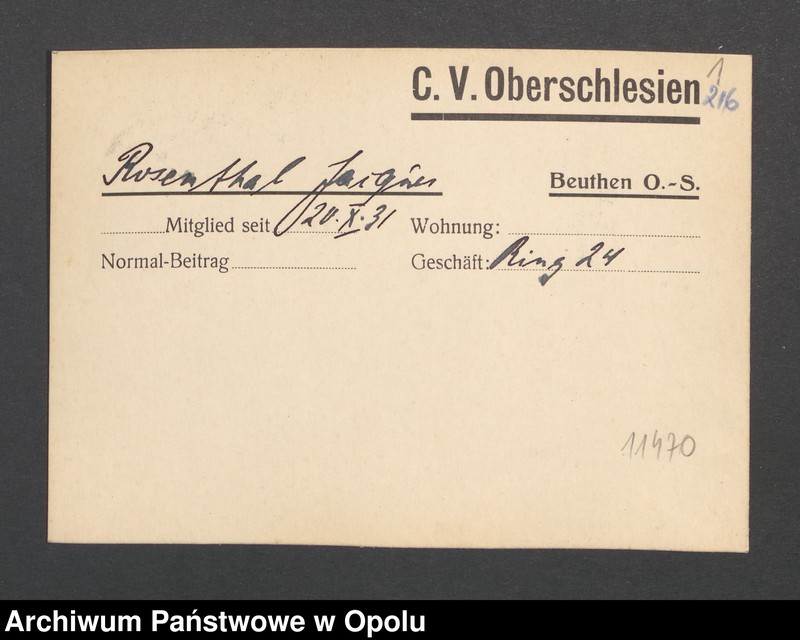 C. V. Oberschlesien
1
216
Rosenthal Jacques
Beuthen O.-S.
Mitglied seit 20. X. 31
Wohnung:
Normal-Beitrag
Geschäft: Ring 24
11470
Archiwum Państwowe w Opolu